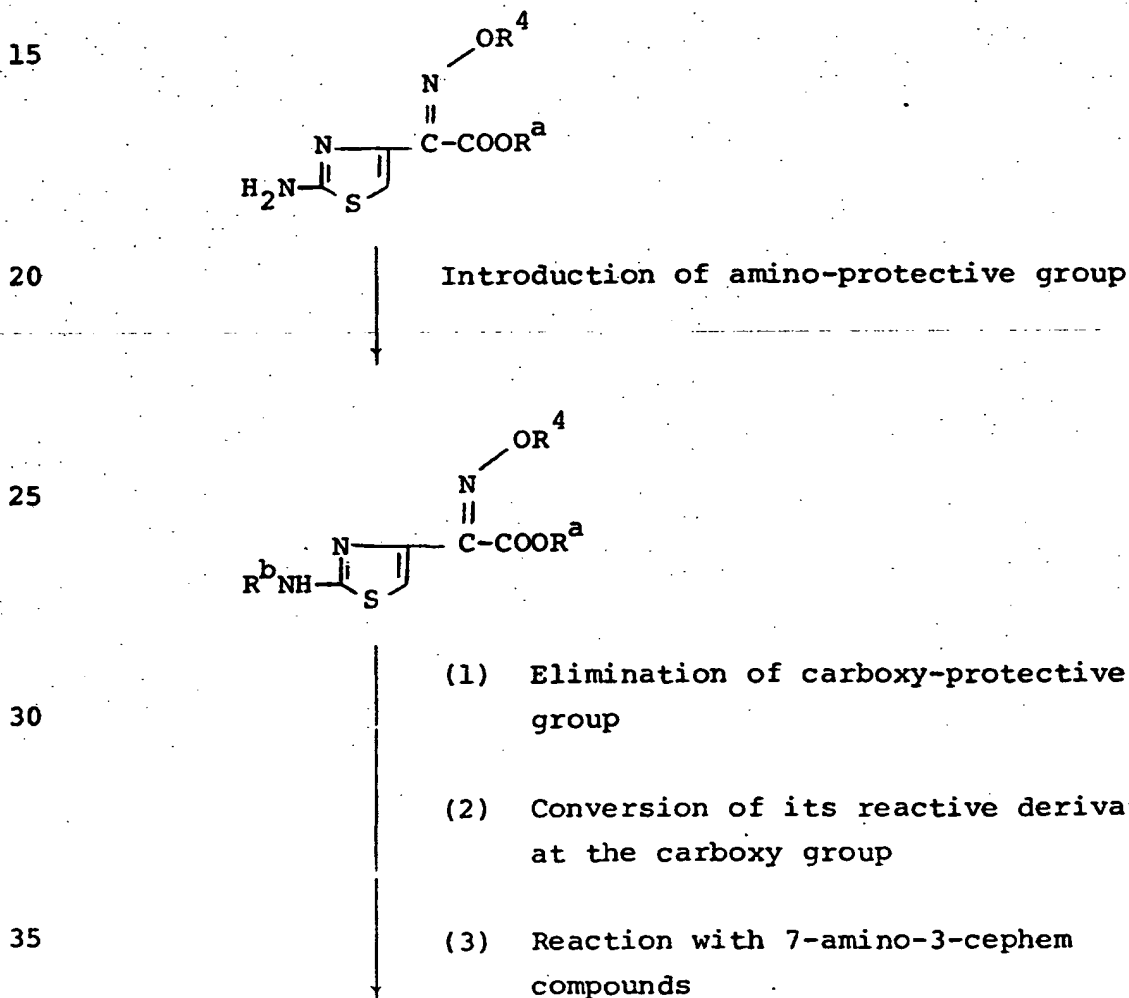 15
OR4
N
N C-COORa
H2N S
20 Introduction of amino-protective group
OR4
25 N
N C-COORa
RbNH S
(1) Elimination of carboxy-protective
30 group
(2) Conversion of its reactive deriva
at the carboxy group
35 (3) Reaction with 7-amino-3-cephem
compounds